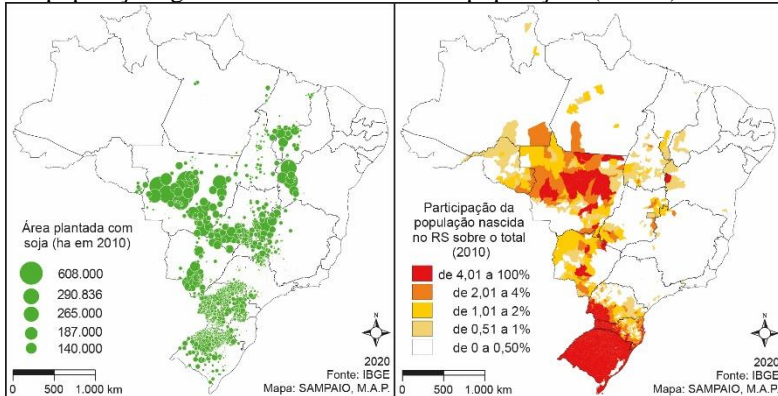 Área plantada com
soja (ha em 2010)
608.000
290.836
265.000
187.000
140.000
0 500 1.000 km
N
2020
Fonte: IBGE
Mapa: SAMPAIO, M.A.P.
Participação da
população nascida
no RS sobre o total
(2010)
de 4,01 a 100%
de 2,01 a 4%
de 1,01 a 2%
de 0,51 a 1%
de 0 a 0,50%
0 500 1.000 km
N
2020
Fonte: IBGE
Mapa: SAMPAIO, M.A.P.